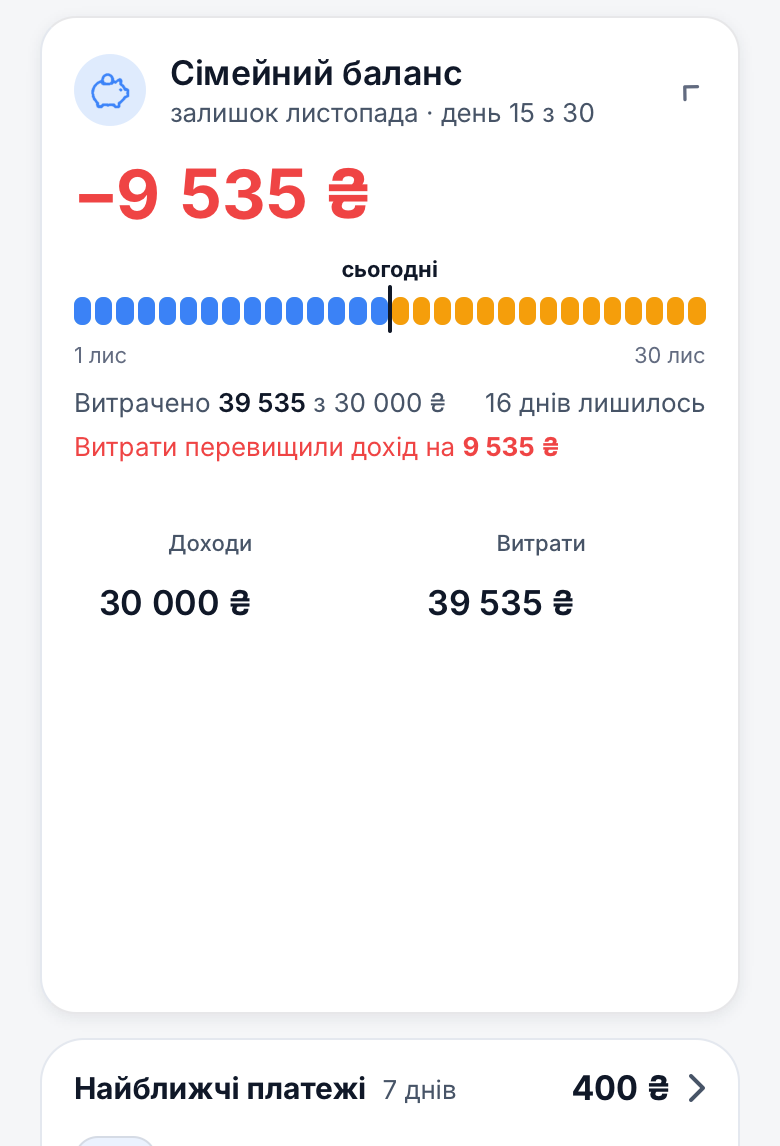 Сімейний баланс
залишок листопада · день 15 з 30
−9 535 ₴
сьогодні
1 лис 30 лис
Витрачено 39 535 з 30 000 ₴ 16 днів лишилось
Витрати перевищили дохід на 9 535 ₴
Доходи Витрати
30 000 ₴ 39 535 ₴
Найближчі платежі 7 днів 400 ₴